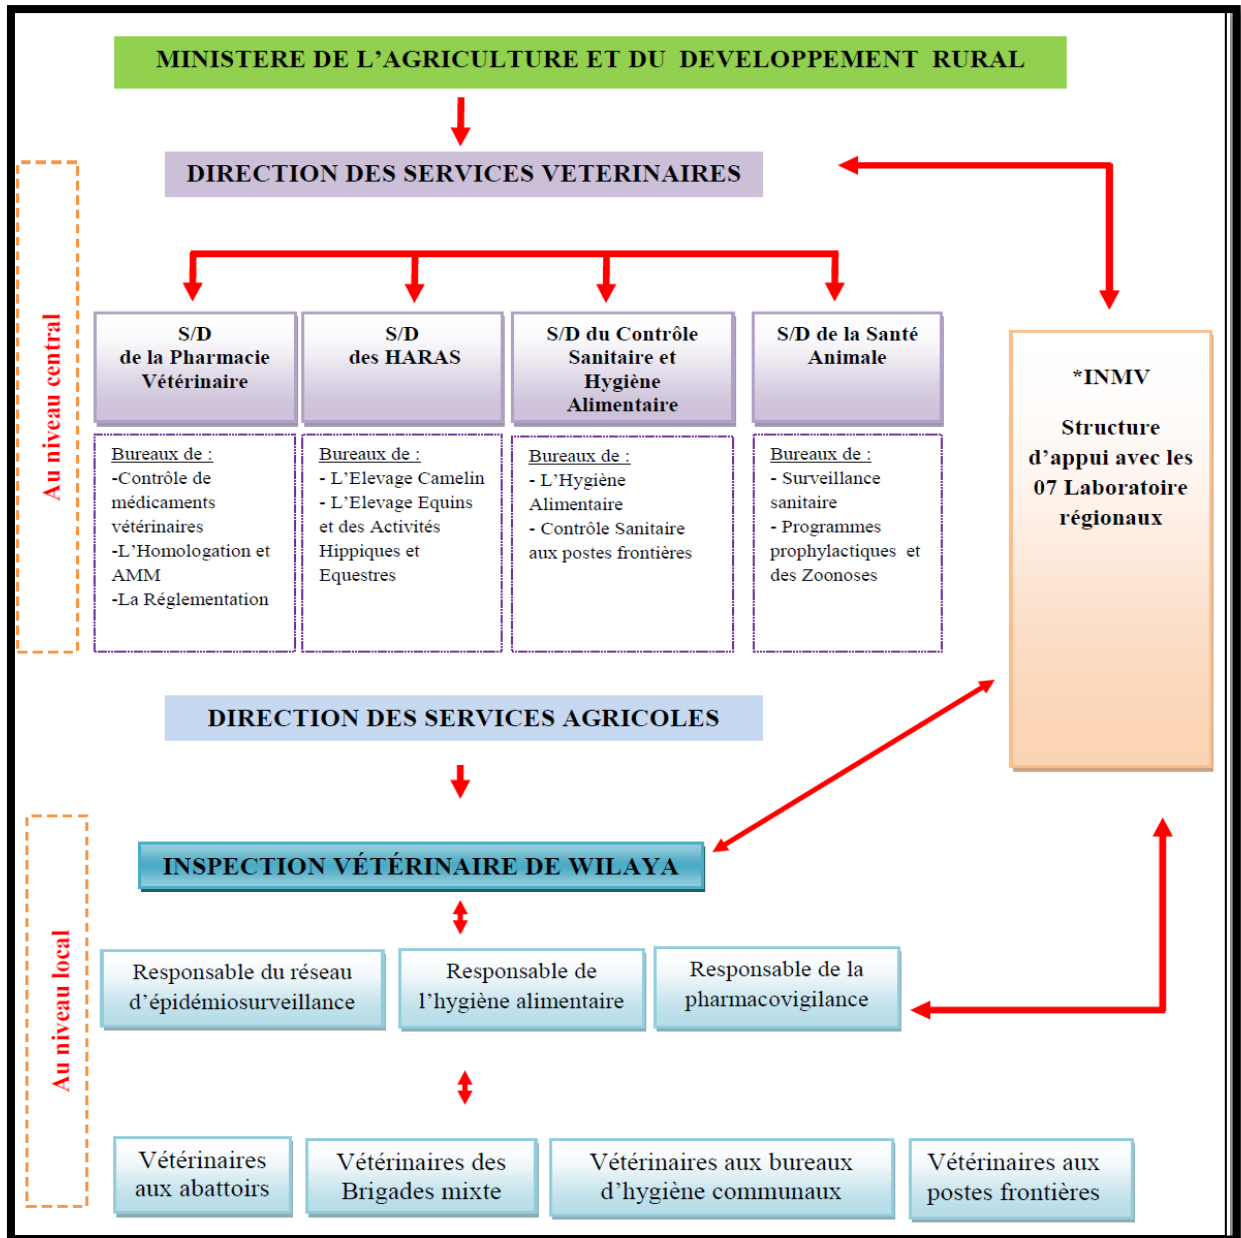 MINISTERE DE L’AGRICULTURE ET DU DEVELOPPEMENT RURAL
DIRECTION DES SERVICES VETERINAIRES
Au niveau central
S/D
de la Pharmacie
Vétérinaire
S/D
des HARAS
S/D du Contrôle
Sanitaire et
Hygiène
Alimentaire
S/D de la Santé
Animale
Bureaux de :
-Contrôle de
médicaments
vétérinaires
-L’Homologation et
AMM
-La Réglementation
Bureaux de :
- L’Elevage Camelin
- L’Elevage Equins
et des Activités
Hippiques et
Equestres
Bureaux de :
- L’Hygiène
Alimentaire
- Contrôle Sanitaire
aux postes frontières
Bureaux de :
- Surveillance
sanitaire
- Programmes
prophylactiques et
des Zoonoses
*INMV
Structure
d’appui avec les
07 Laboratoire
régionaux
DIRECTION DES SERVICES AGRICOLES
Au niveau local
INSPECTION VÉTÉRINAIRE DE WILAYA
Responsable du réseau
d’épidémiosurveillance
Responsable de
l’hygiène alimentaire
Responsable de la
pharmacovigilance
Vétérinaires
aux abattoirs
Vétérinaires des
Brigades mixte
Vétérinaires aux bureaux
d’hygiène communaux
Vétérinaires aux
postes frontières